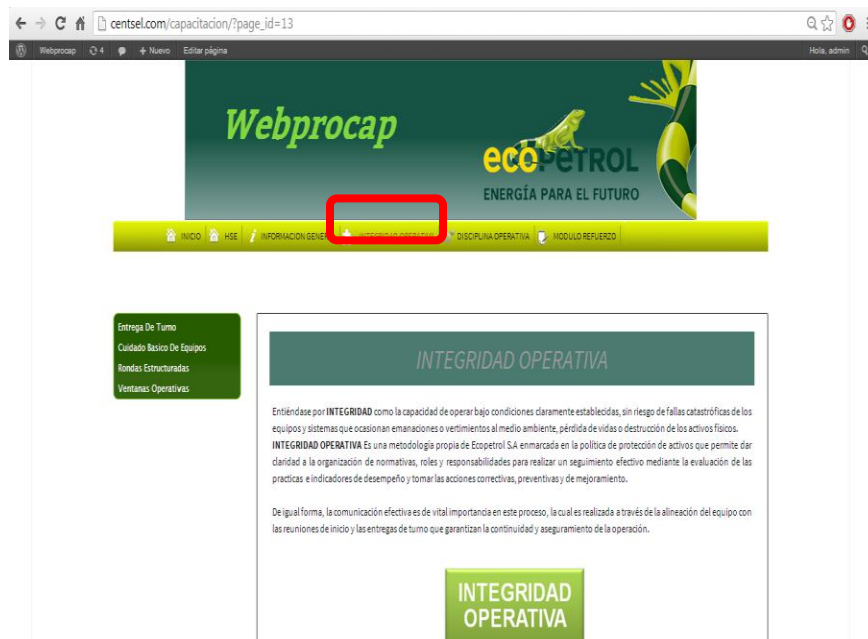 centsel.com/capacitacion/?page_id=13
Webprocap 4 + Nuevo Editar página Hola, admin
Webprocap
ecoPETROL
ENERGÍA PARA EL FUTURO
INICIO HSE INFORMACION GENER INTEGRIDAD OPERATIVA DISCIPLINA OPERATIVA MODULO REFUERZO
Entrega De Turno
Cuidado Basico De Equipos
Rondas Estructuradas
Ventanas Operativas
INTEGRIDAD OPERATIVA
Entiéndase por INTEGRIDAD como la capacidad de operar bajo condiciones claramente establecidas, sin riesgo de fallas catastróficas de los
equipos y sistemas que ocasionan emanaciones o vertimientos al medio ambiente, pérdida de vidas o destrucción de los activos físicos.
INTEGRIDAD OPERATIVA Es una metodología propia de Ecopetrol S.A enmarcada en la política de protección de activos que permite dar
claridad a la organización de normativas, roles y responsabilidades para realizar un seguimiento efectivo mediante la evaluación de las
practicas e indicadores de desempeño y tomar las acciones correctivas, preventivas y de mejoramiento.
De igual forma, la comunicación efectiva es de vital importancia en este proceso, la cual es realizada a través de la alineación del equipo con
las reuniones de inicio y las entregas de turno que garantizan la continuidad y aseguramiento de la operación.
INTEGRIDAD
OPERATIVA